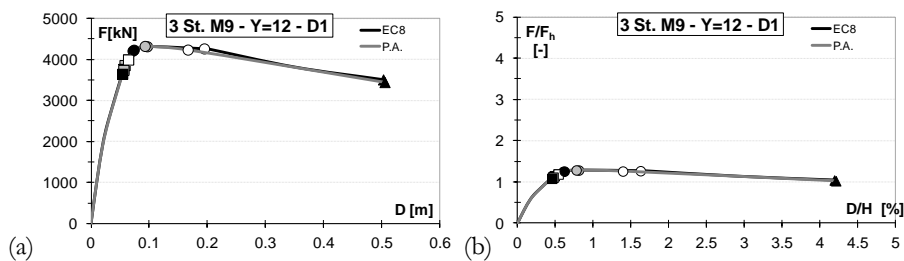 3 St. M9 - Y=12 - D1
F[kN]
EC8
P.A.
5000
4000
3000
2000
1000
0
0 0.1 0.2 0.3 0.4 0.5 0.6
D [m]
(a)
3 St. M9 - Y=12 - D1
F/Fh
[-]
EC8
P.A.
5
4
3
2
1
0
0 0.5 1 1.5 2 2.5 3 3.5 4 4.5 5
D/H [%]
(b)